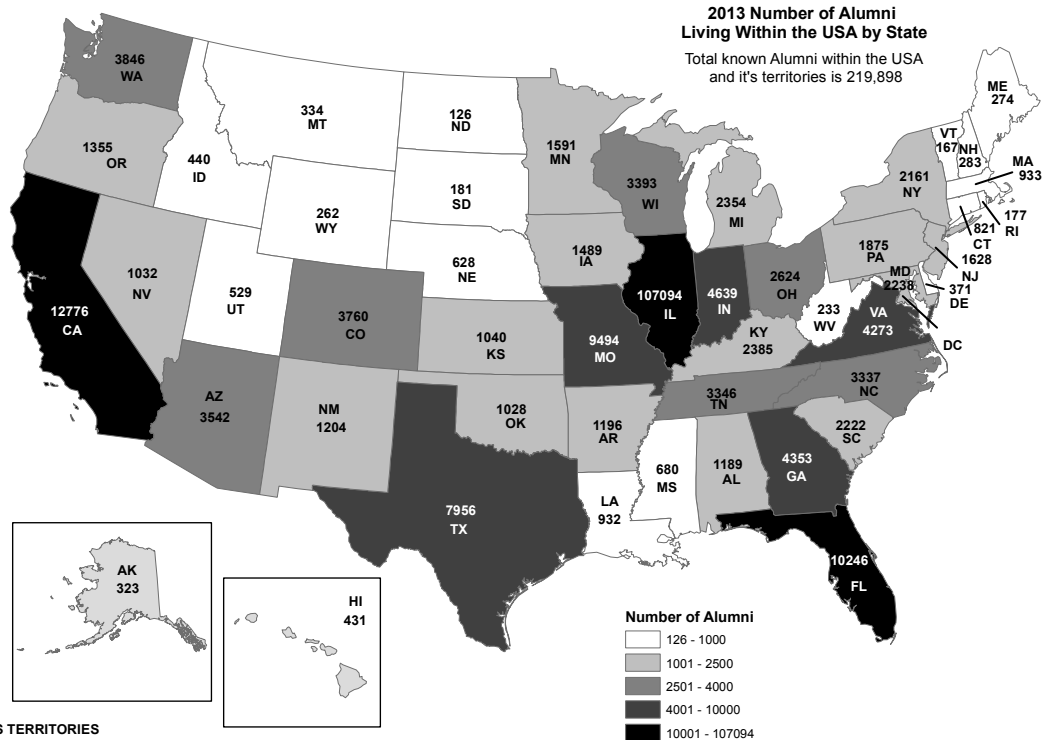 2013 Number of Alumni
Living Within the USA by State
Total known Alumni within the USA
and it's territories is 219,898
3846
WA
1355
OR
440
ID
334
MT
126
ND
181
SD
262
WY
628
NE
1591
MN
3393
WI
2354
MI
1489
IA
ME
274
VT
167
NH
283
MA
933
2161
NY
177
RI
821
CT
1628
NJ
371
DE
1875
PA
MD
2238
DC
12776
CA
1032
NV
529
UT
3760
CO
1040
KS
9494
MO
107094
IL
4639
IN
2624
OH
233
WV
VA
4273
KY
2385
3346
TN
3337
NC
2222
SC
AZ
3542
NM
1204
1028
OK
1196
AR
680
MS
1189
AL
4353
GA
7956
TX
LA
932
10246
FL
AK
323
HI
431
Number of Alumni
126 - 1000
1001 - 2500
2501 - 4000
4001 - 10000
10001 - 107094
S TERRITORIES